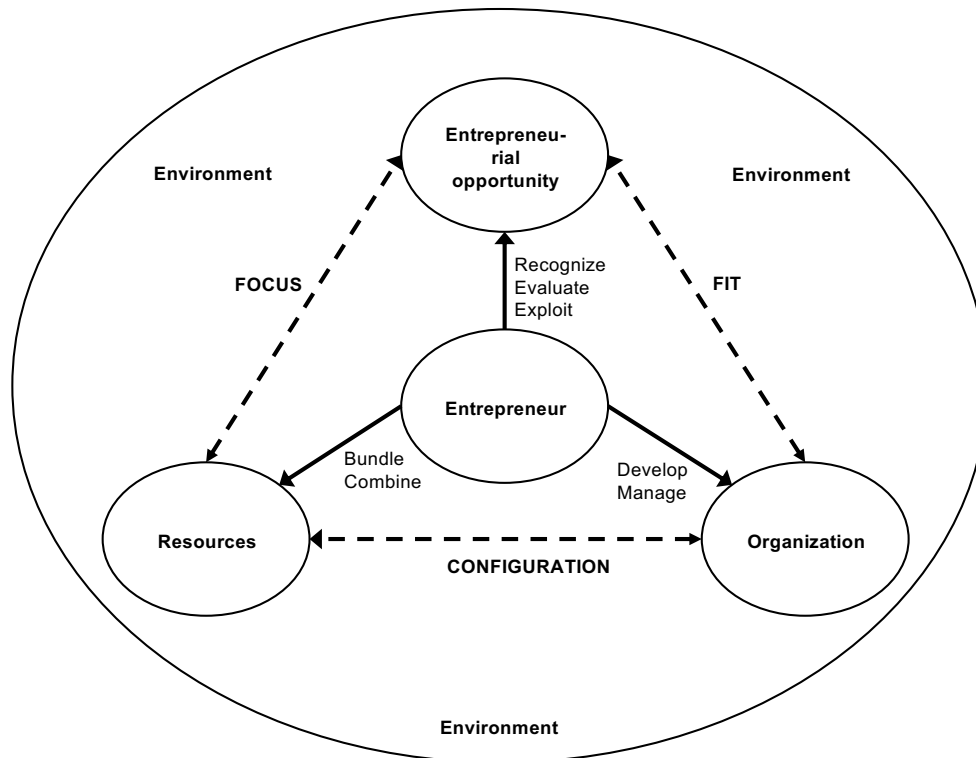 Entrepreneu-
rial
opportunity
Environment
Environment
Recognize
Evaluate
Exploit
FOCUS
FIT
Entrepreneur
Bundle
Combine
Develop
Manage
Resources
Organization
CONFIGURATION
Environment